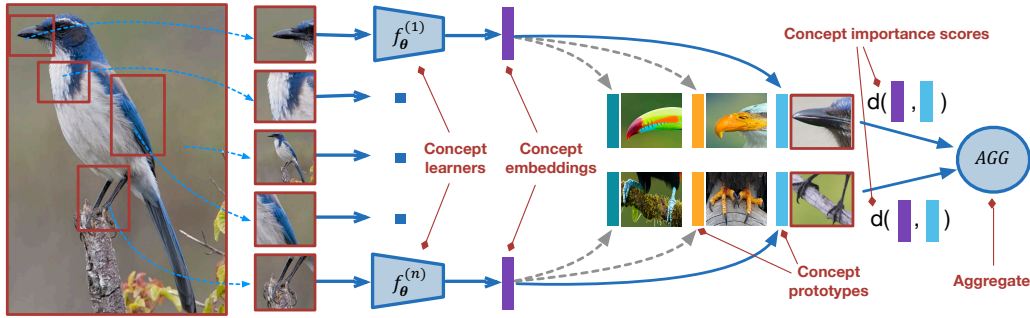 f_θ^(1)
Concept importance scores
d( , )
Concept
learners
Concept
embeddings
AGG
d( , )
f_θ^(n)
Concept
prototypes
Aggregate